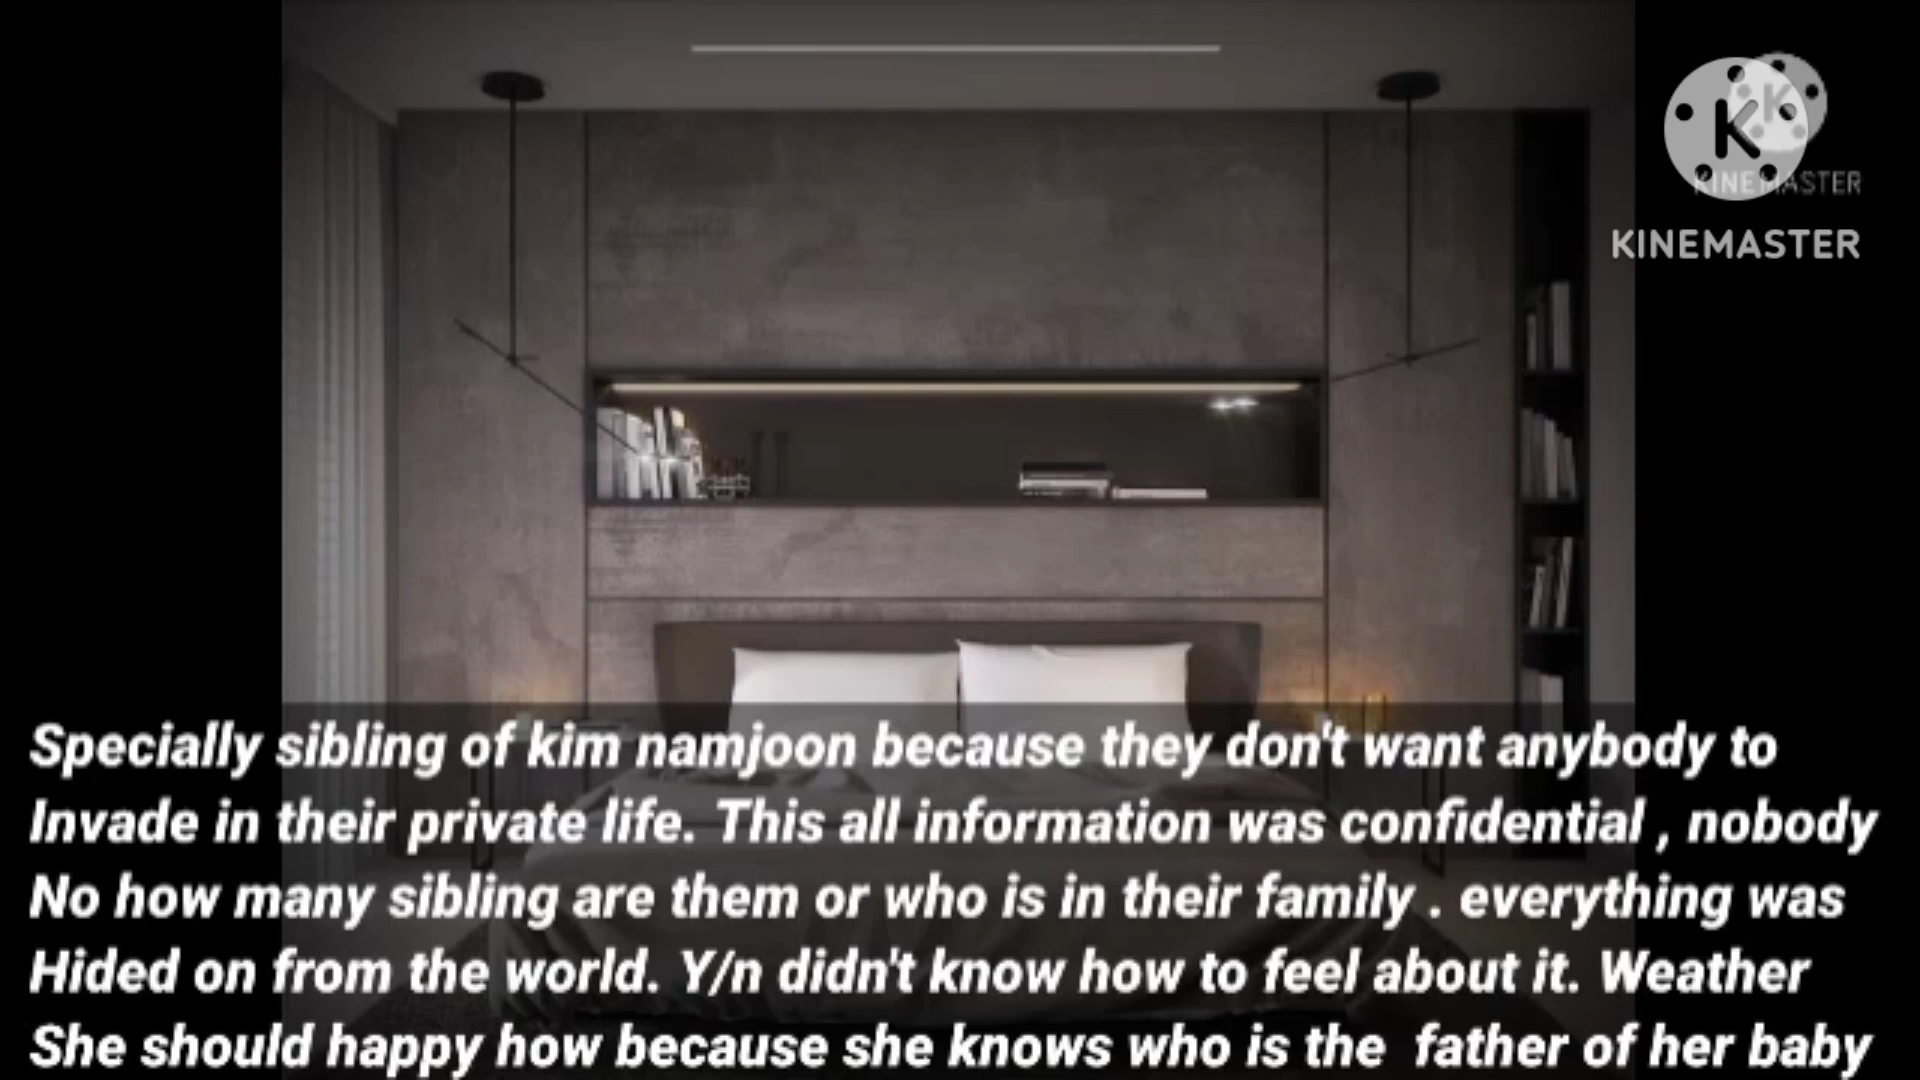 K
K
KINEMASTER
KINEMASTER
Specially sibling of kim namjoon because they don't want anybody to
Invade in their private life. This all information was confidential , nobody
No how many sibling are them or who is in their family . everything was
Hided on from the world. Y/n didn't know how to feel about it. Weather
She should happy how because she knows who is the father of her baby